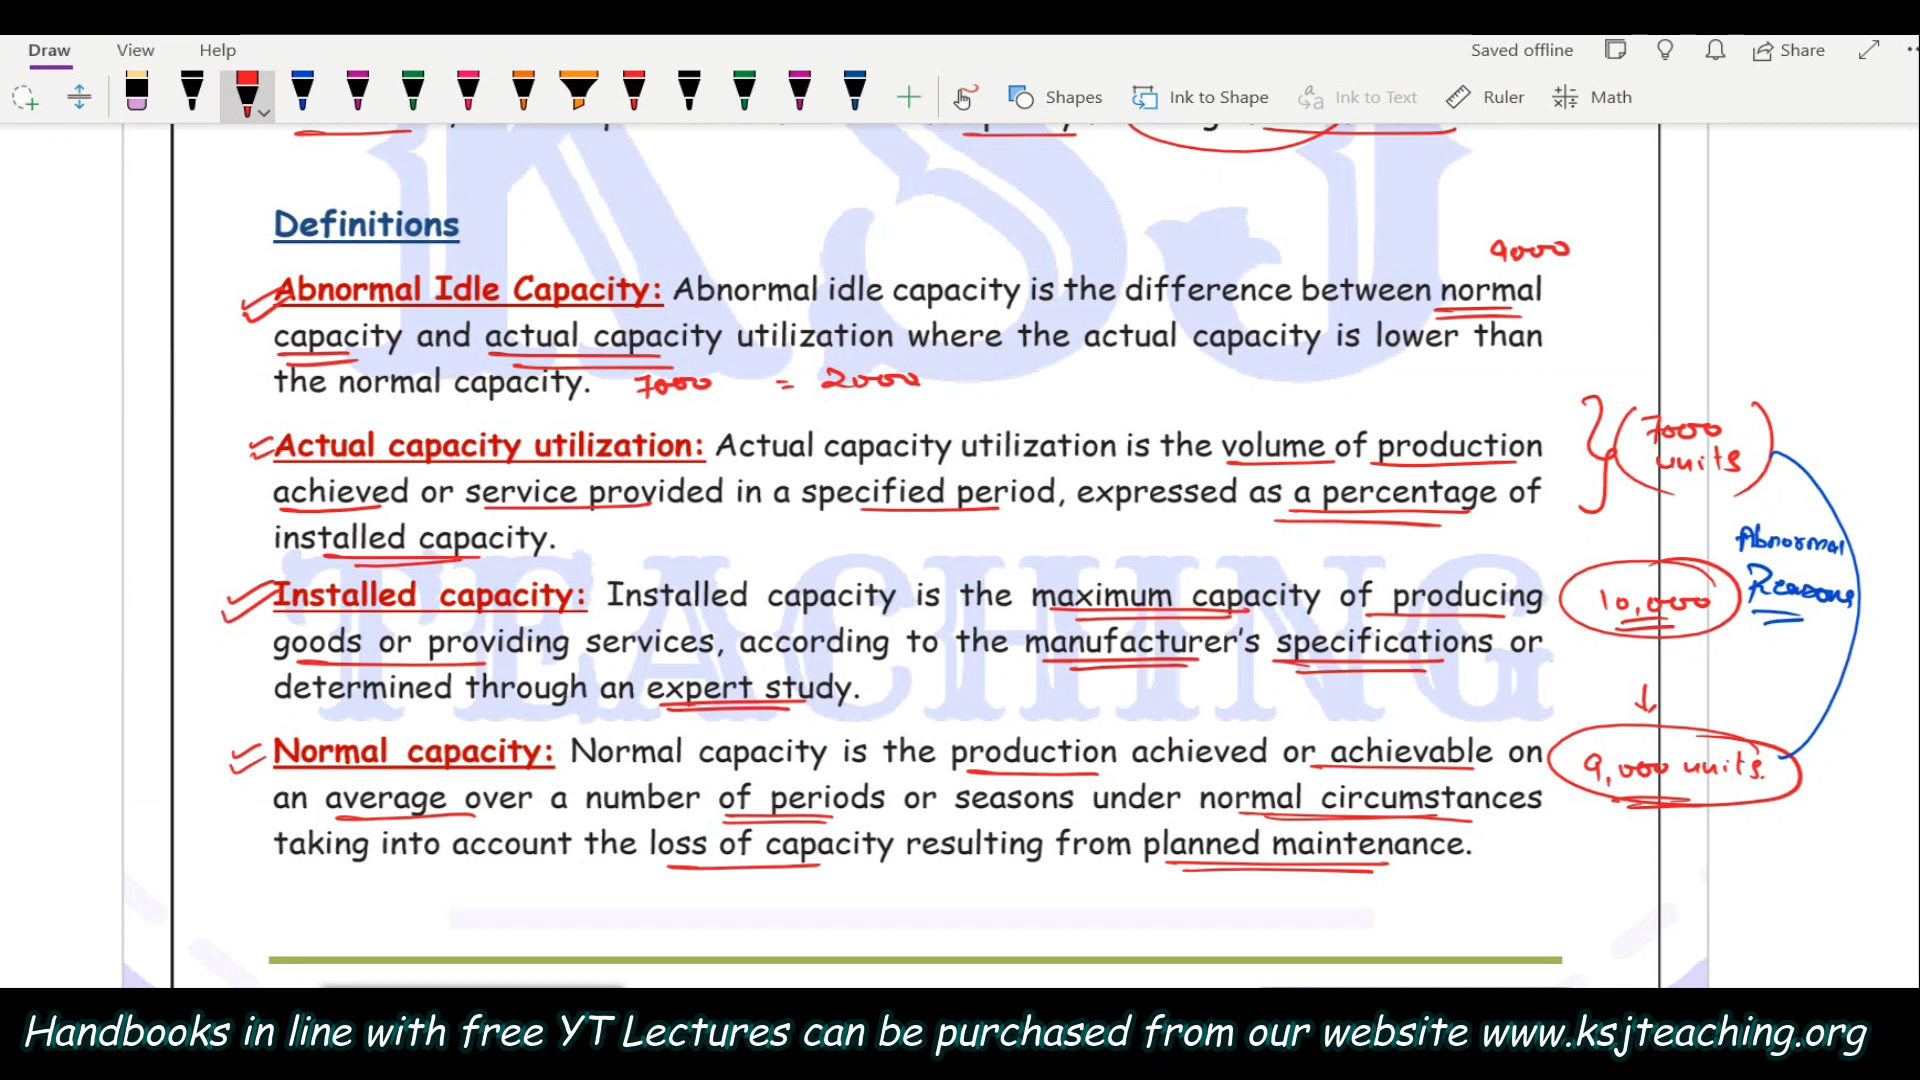 Draw View Help Saved offline Share
Shapes Ink to Shape Ink to Text Ruler Math
KSJ
TEACHING
Definitions
9000
Abnormal Idle Capacity: Abnormal idle capacity is the difference between normal
capacity and actual capacity utilization where the actual capacity is lower than
the normal capacity. 7000 = 2000
Actual capacity utilization: Actual capacity utilization is the volume of production
achieved or service provided in a specified period, expressed as a percentage of
installed capacity.
7000
units
Abnormal
Reasons
Installed capacity: Installed capacity is the maximum capacity of producing
goods or providing services, according to the manufacturer's specifications or
determined through an expert study.
10,000
Normal capacity: Normal capacity is the production achieved or achievable on
an average over a number of periods or seasons under normal circumstances
taking into account the loss of capacity resulting from planned maintenance.
9,000 units.
Handbooks in line with free YT Lectures can be purchased from our website www.ksjteaching.org